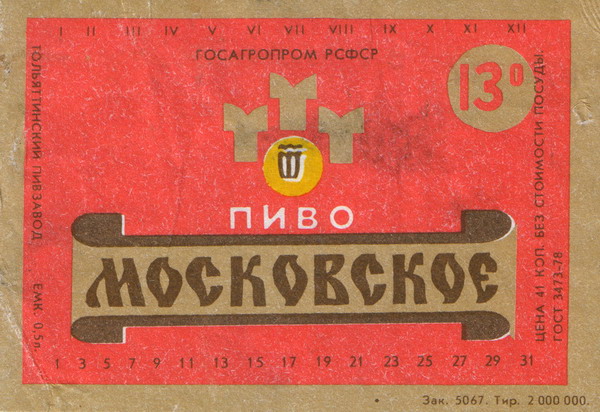 I II III IV V VI VII VIII IX X XI XII
ГОСАГРОПРОМ РСФСР
13°
ПИВО
МОСКОВСКОЕ
ТОЛЬЯТТИНСКИЙ ПИВЗАВОД
ЕМК. 0,5л.
ЦЕНА 41 КОП. БЕЗ СТОИМОСТИ ПОСУДЫ.
ГОСТ 3473-78
1 3 5 7 9 11 13 15 17 19 21 23 25 27 29 31
Зак. 5067. Тир. 2 000 000.